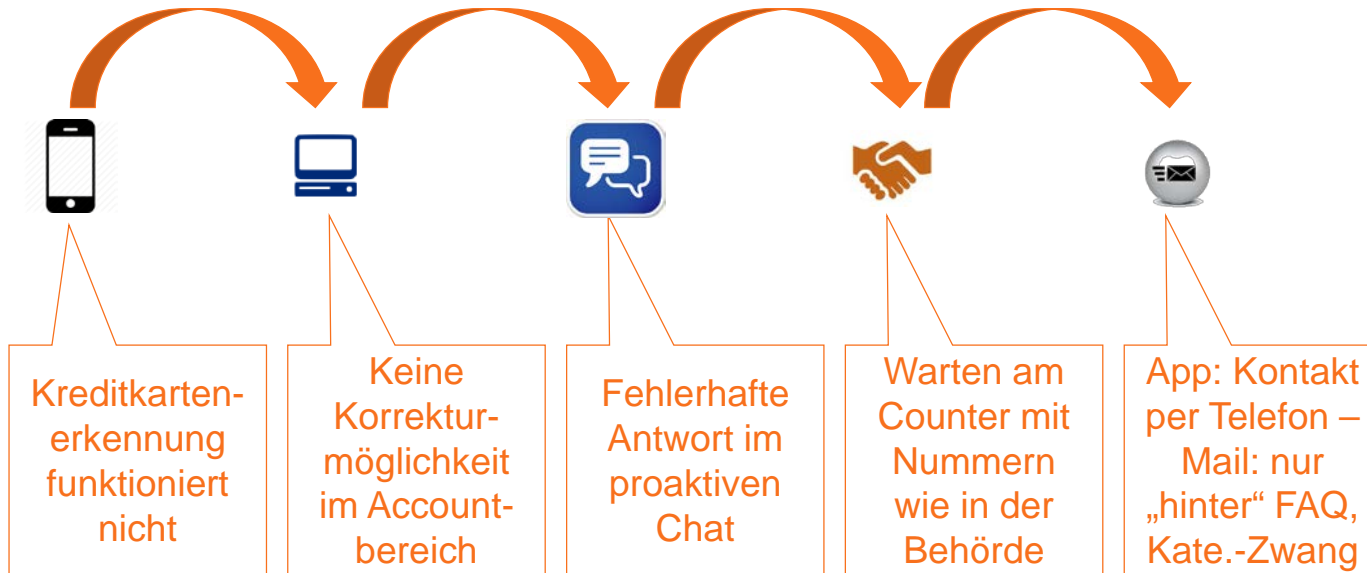 Kreditkarten-
erkennung
funktioniert
nicht
Keine
Korrektur-
möglichkeit
im Account-
bereich
Fehlerhafte
Antwort im
proaktiven
Chat
Warten am
Counter mit
Nummern
wie in der
Behörde
App: Kontakt
per Telefon –
Mail: nur
„hinter“ FAQ,
Kate.-Zwang